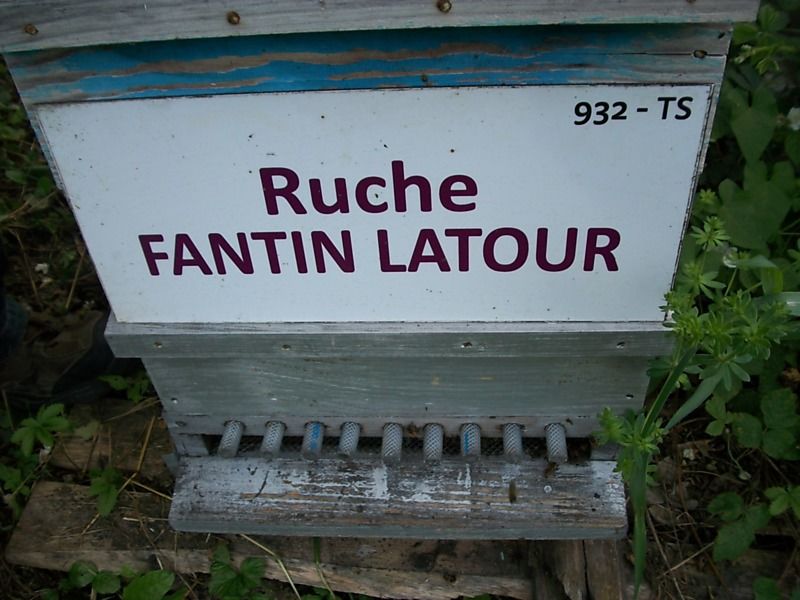 932 - TS
Ruche
FANTIN LATOUR